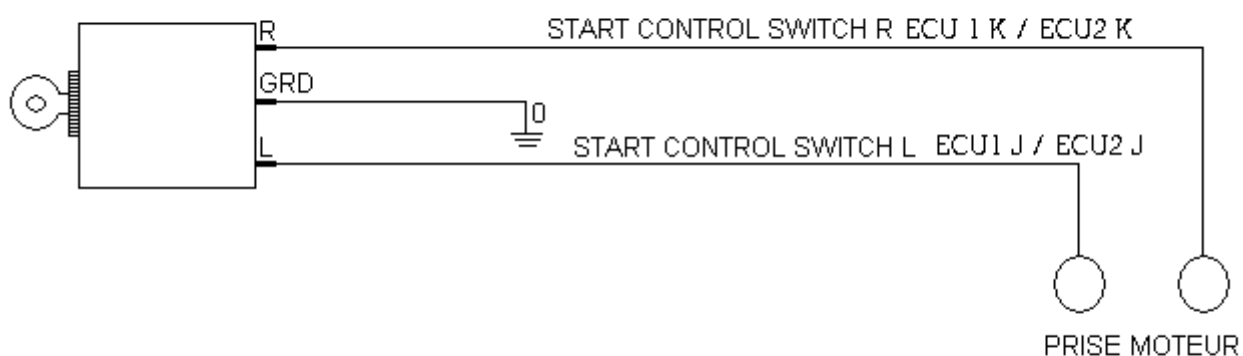 R
START CONTROL SWITCH R ECU 1 K / ECU2 K
GRD
0
L
START CONTROL SWITCH L ECU1 J / ECU2 J
PRISE MOTEUR